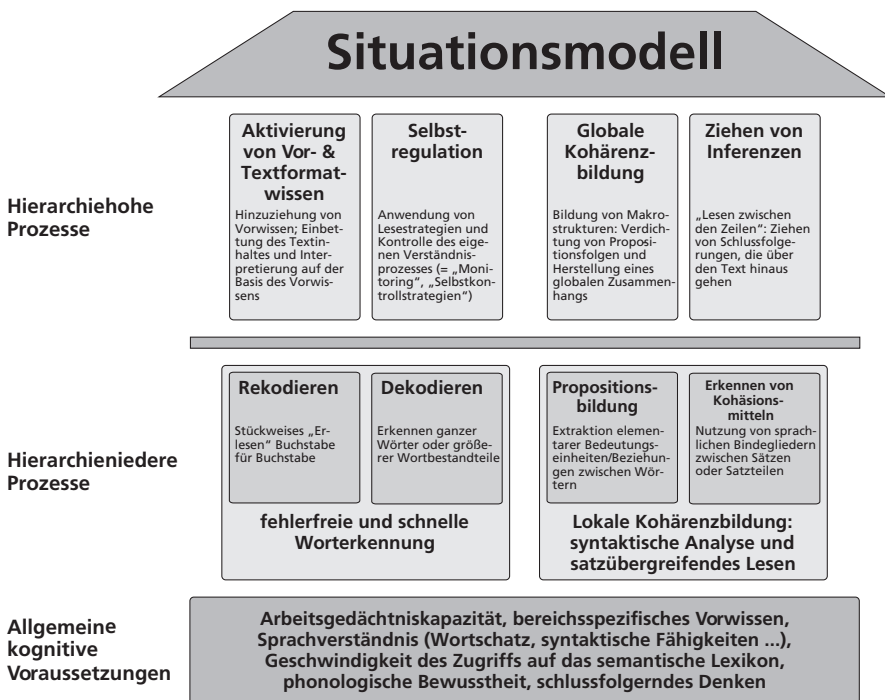 Situationsmodell
Hierarchiehohe
Prozesse
Aktivierung
von Vor- &
Textformat-
wissen
Hinzuziehung von
Vorwissen; Einbet-
tung des Textin-
haltes und Inter-
pretierung auf der
Basis des Vorwis-
sens
Selbst-
regulation
Anwendung von
Lesestrategien und
Kontrolle des eige-
nen Verständnis-
prozesses (= „Moni-
toring“, „Selbstkon-
trollstrategien“)
Globale
Kohärenz-
bildung
Bildung von Makro-
strukturen: Verdich-
tung von Propositi-
onsfolgen und
Herstellung eines
globalen Zusammen-
hangs
Ziehen von
Inferenzen
„Lesen zwischen
den Zeilen“: Ziehen
von Schlussfolge-
rungen, die über
den Text hinaus
gehen
Hierarchieniedere
Prozesse
Rekodieren
Stückweises „Er-
lesen“ Buchstabe
für Buchstabe
Dekodieren
Erkennen ganzer
Wörter oder größe-
rer Wortbestandteile
fehlerfreie und schnelle
Worterkennung
Propositions-
bildung
Extraktion elemen-
tarer Bedeutungs-
einheiten/Beziehun-
gen zwischen Wör-
tern
Erkennen von
Kohäsions-
mitteln
Nutzung von sprach-
lichen Bindegliedern
zwischen Sätzen
oder Satzteilen
Lokale Kohärenzbildung:
syntaktische Analyse und
satzübergreifendes Lesen
Allgemeine
kognitive
Voraussetzungen
Arbeitsgedächtniskapazität, bereichsspezifisches Vorwissen,
Sprachverständnis (Wortschatz, syntaktische Fähigkeiten ...),
Geschwindigkeit des Zugriffs auf das semantische Lexikon,
phonologische Bewusstheit, schlussfolgerndes Denken